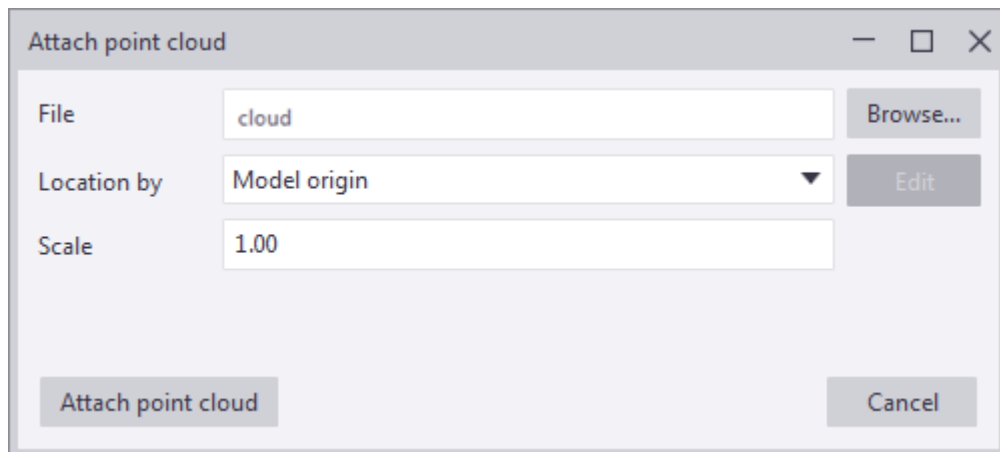 Attach point cloud
File cloud Browse...
Location by Model origin Edit
Scale 1.00
Attach point cloud Cancel